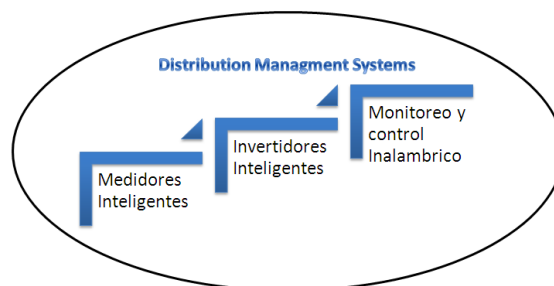 Distribution Managment Systems
Medidores
Inteligentes
Invertidores
Inteligentes
Monitoreo y
control
Inalambrico